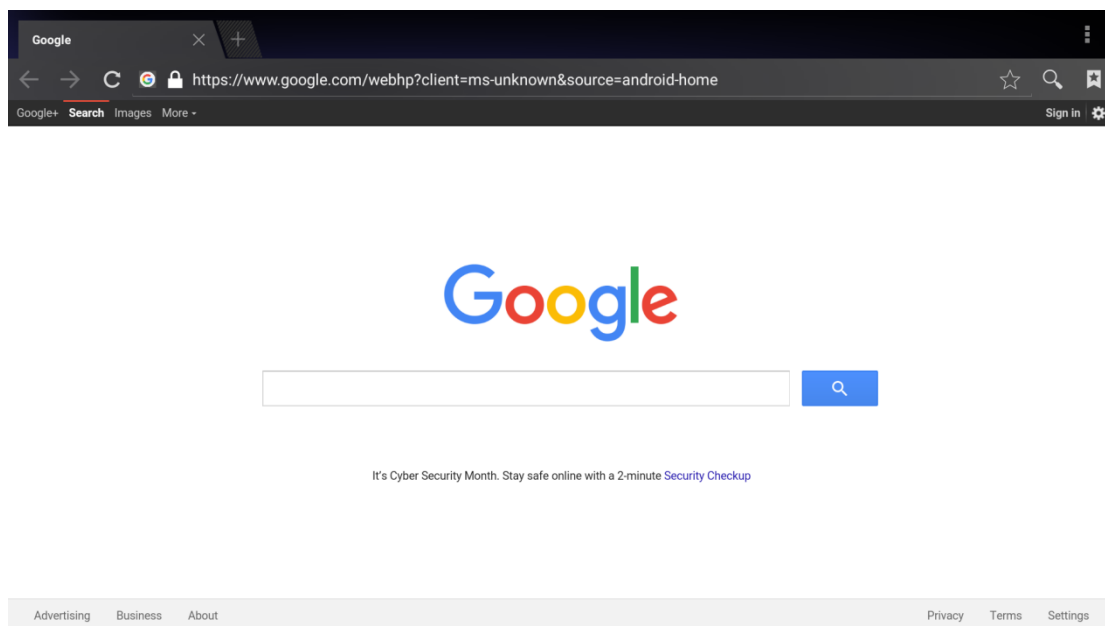 Google
https://www.google.com/webhp?client=ms-unknown&source=android-home
Google+ Search Images More Sign in
Google
It's Cyber Security Month. Stay safe online with a 2-minute Security Checkup
Advertising Business About Privacy Terms Settings